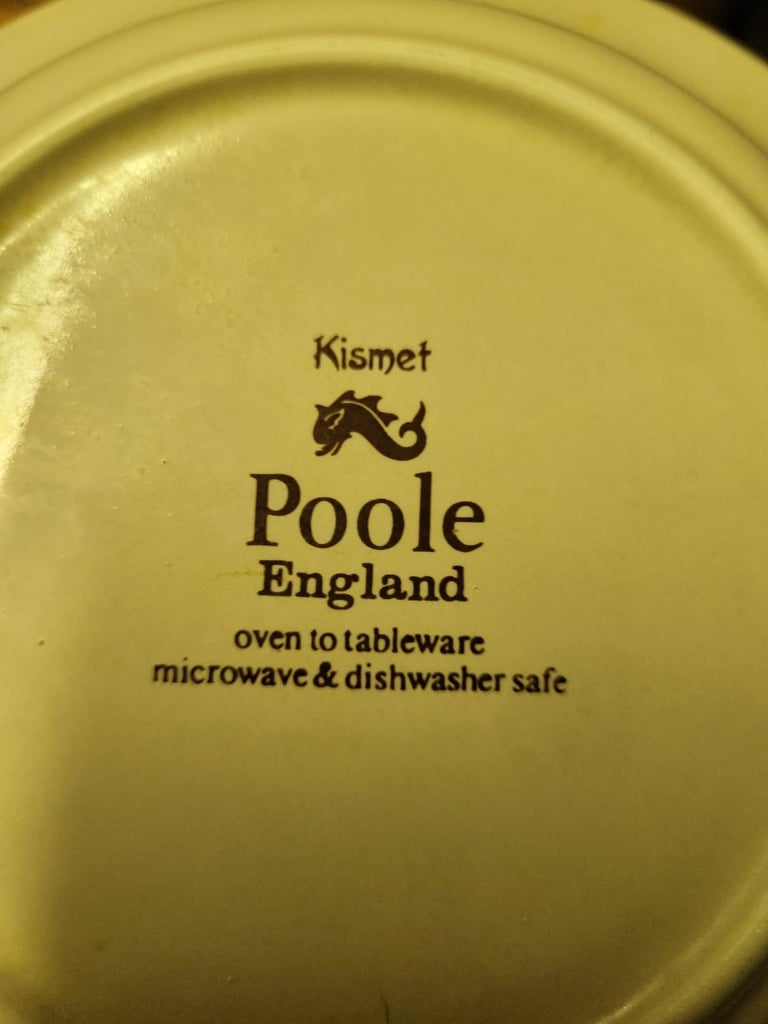 Kismet
Poole
England
oven to tableware
microwave & dishwasher safe